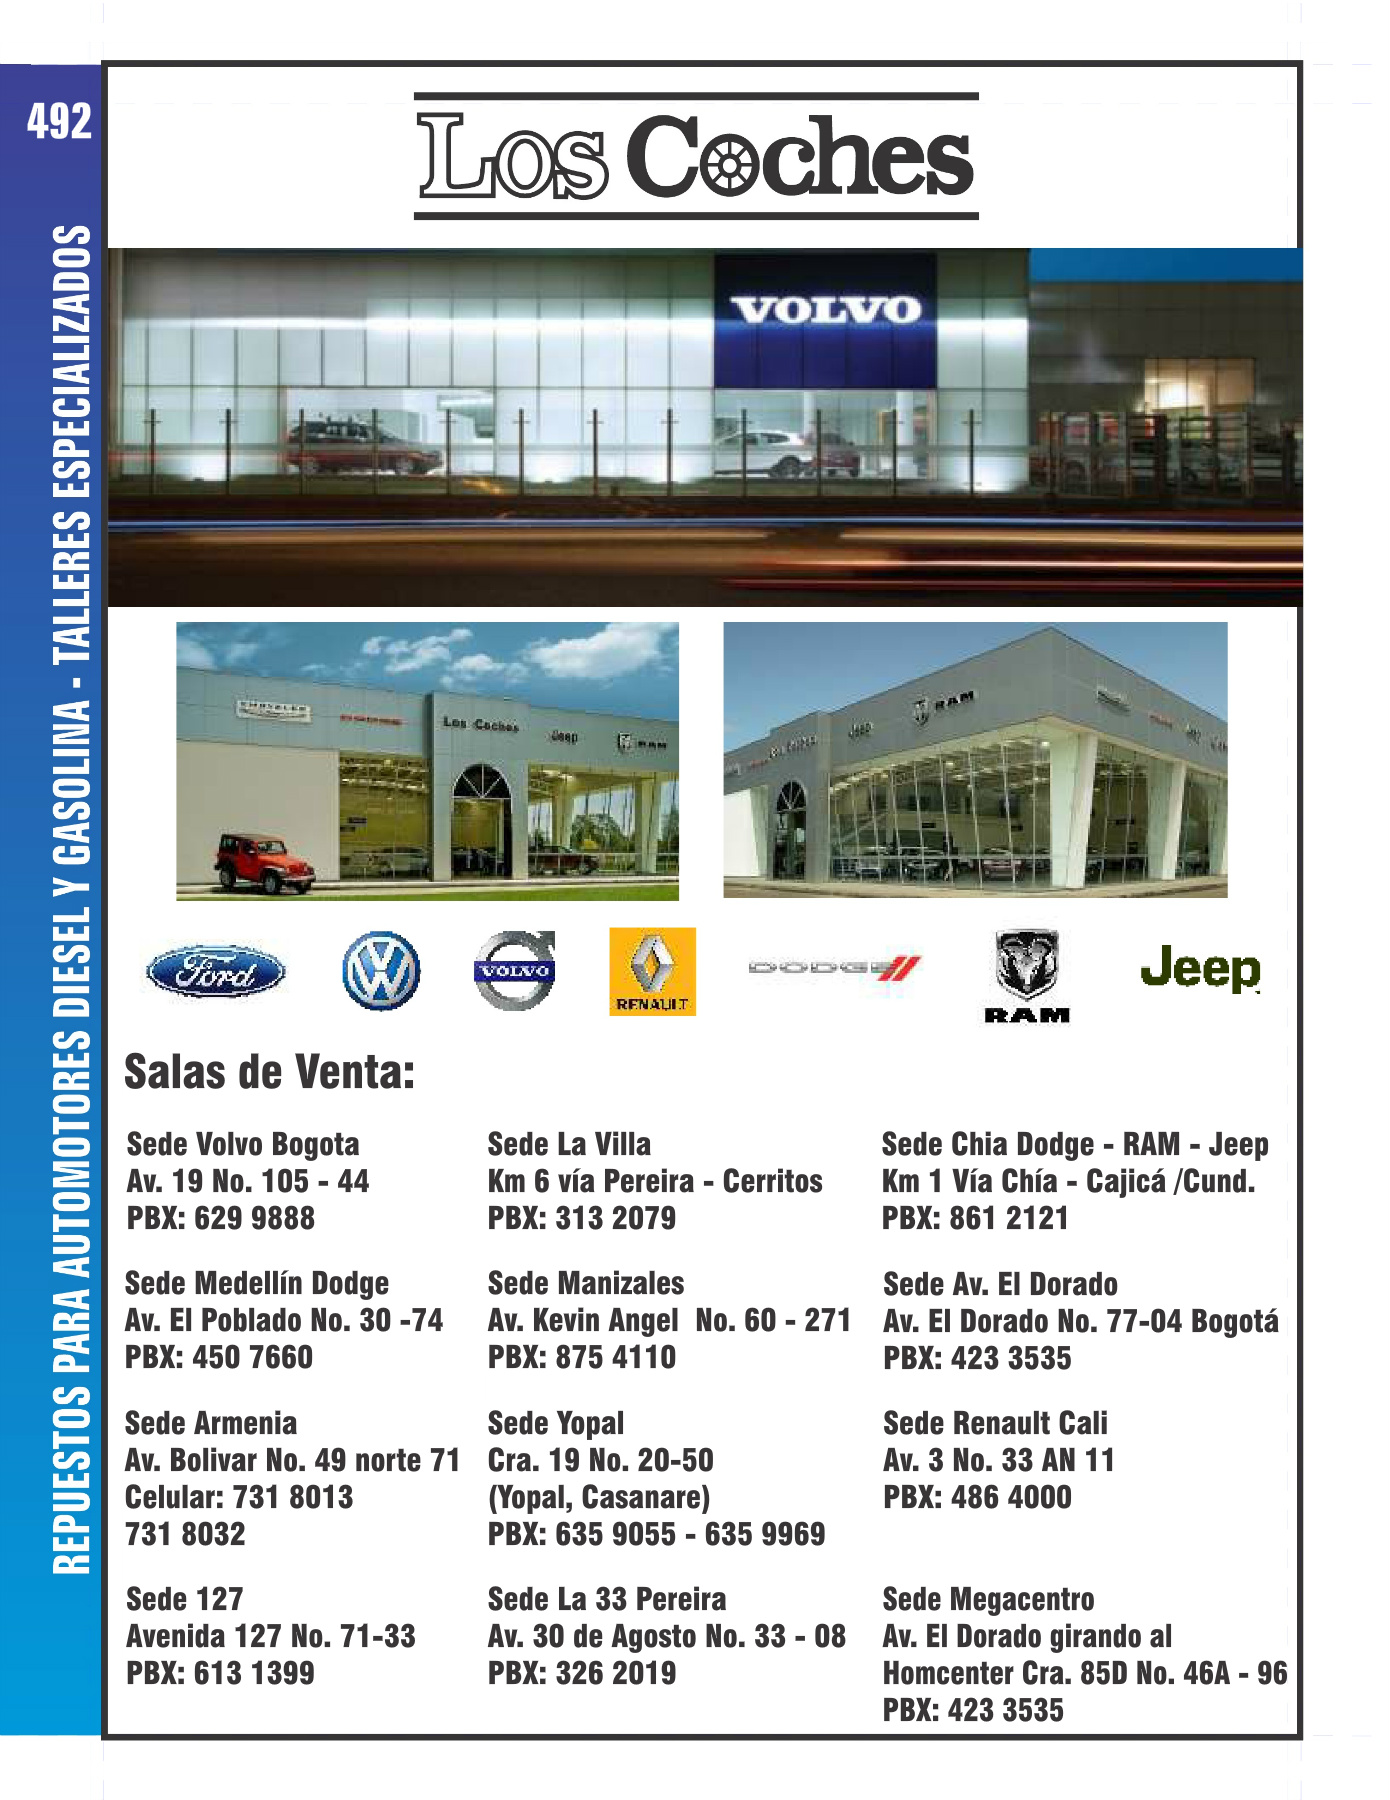 492
REPUESTOS PARA AUTOMOTORES DIESEL Y GASOLINA - TALLERES ESPECIALIZADOS
Los Coches
VOLVO
CHRYSLER
DODGE
Los Coches
Jeep
RAM
Los Coches
Jeep
RAM
Ford
VW
VOLVO
RENAULT
DODGE
RAM
Jeep
Salas de Venta:
Sede Volvo Bogota
Av. 19 No. 105 - 44
PBX: 629 9888
Sede Medellín Dodge
Av. El Poblado No. 30 -74
PBX: 450 7660
Sede Armenia
Av. Bolivar No. 49 norte 71
Celular: 731 8013
731 8032
Sede 127
Avenida 127 No. 71-33
PBX: 613 1399
Sede La Villa
Km 6 vía Pereira - Cerritos
PBX: 313 2079
Sede Manizales
Av. Kevin Angel  No. 60 - 271
PBX: 875 4110
Sede Yopal
Cra. 19 No. 20-50
(Yopal, Casanare)
PBX: 635 9055 - 635 9969
Sede La 33 Pereira
Av. 30 de Agosto No. 33 - 08
PBX: 326 2019
Sede Chia Dodge - RAM - Jeep
Km 1 Vía Chía - Cajicá /Cund.
PBX: 861 2121
Sede Av. El Dorado
Av. El Dorado No. 77-04 Bogotá
PBX: 423 3535
Sede Renault Cali
Av. 3 No. 33 AN 11
PBX: 486 4000
Sede Megacentro
Av. El Dorado girando al
Homcenter Cra. 85D No. 46A - 96
PBX: 423 3535